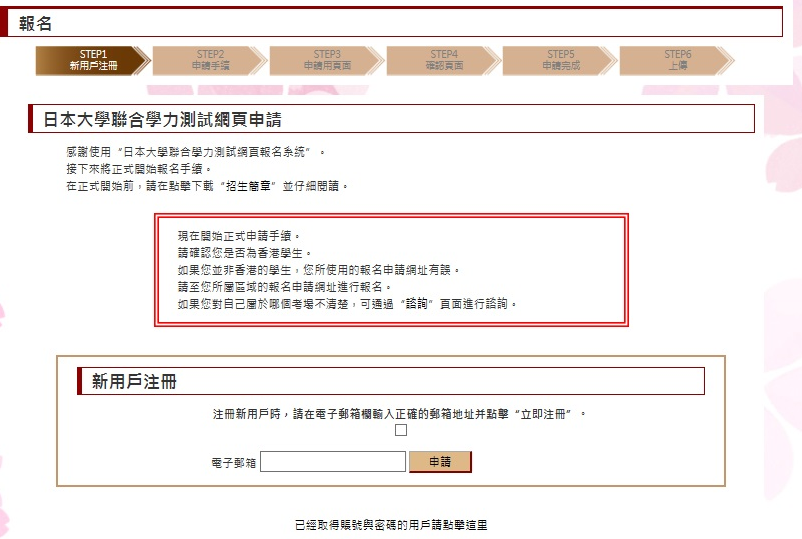 報名
STEP1
新用戶注冊
STEP2
申請手續
STEP3
申請用頁面
STEP4
確認頁面
STEP5
申請完成
STEP6
上傳
日本大學聯合學力測試網頁申請
感謝使用“日本大學聯合學力測試網頁報名系統”。
接下來將正式開始報名手續。
在正式開始前，請在點擊下載“招生簡章”並仔細閱讀。
現在開始正式申請手續。
請確認您是否為香港學生。
如果您並非香港的學生，您所使用的報名申請網址有誤。
請至您所屬區域的報名申請網址進行報名。
如果您對自己屬於哪個考場不清楚，可通過“諮詢”頁面進行諮詢。
新用戶注冊
注冊新用戶時，請在電子郵箱欄輸入正確的郵箱地址并點擊“立即注冊”。
電子郵箱 申請
已經取得賬號與密碼的用戶請點擊這里